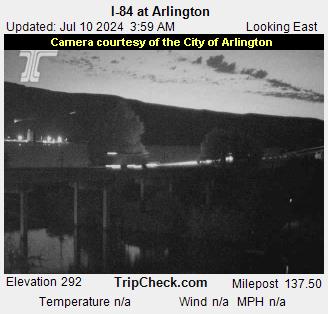 I-84 at Arlington
Updated: Jul 10 2024 3:59 AM Looking East
Camera courtesy of the City of Arlington
Elevation 292 TripCheck.com Milepost 137.50
Temperature n/a Wind n/a MPH n/a